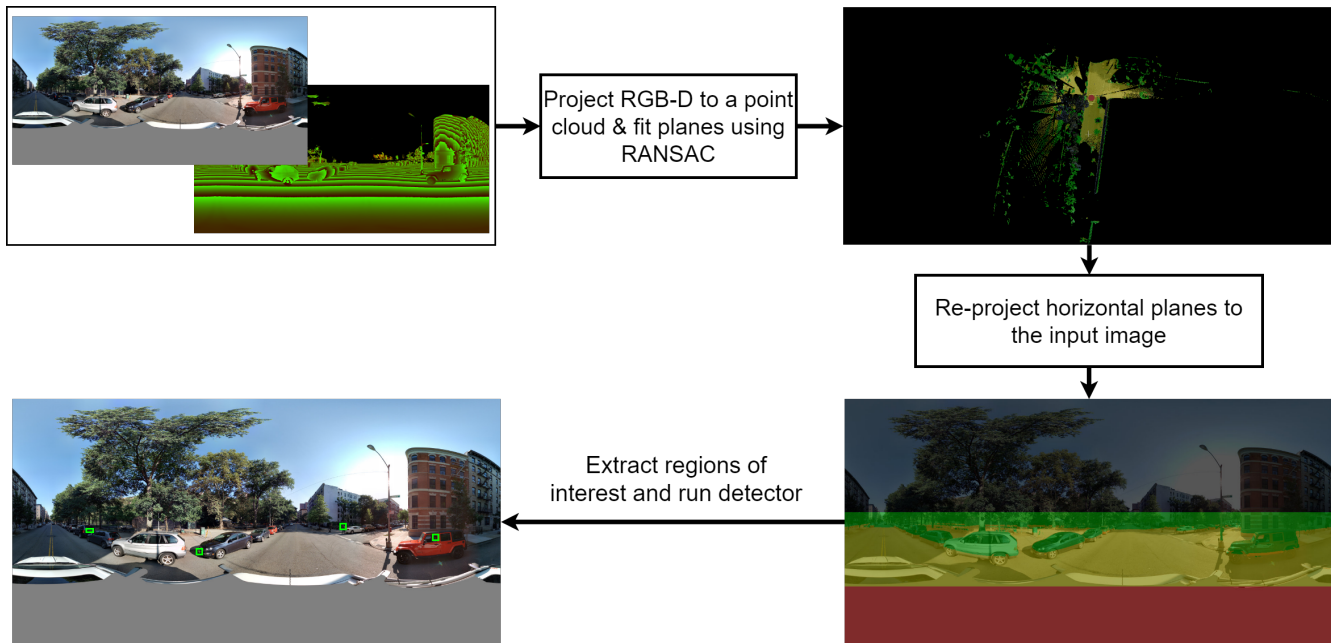 Project RGB-D to a point
cloud & fit planes using
RANSAC
Re-project horizontal planes to
the input image
Extract regions of
interest and run detector